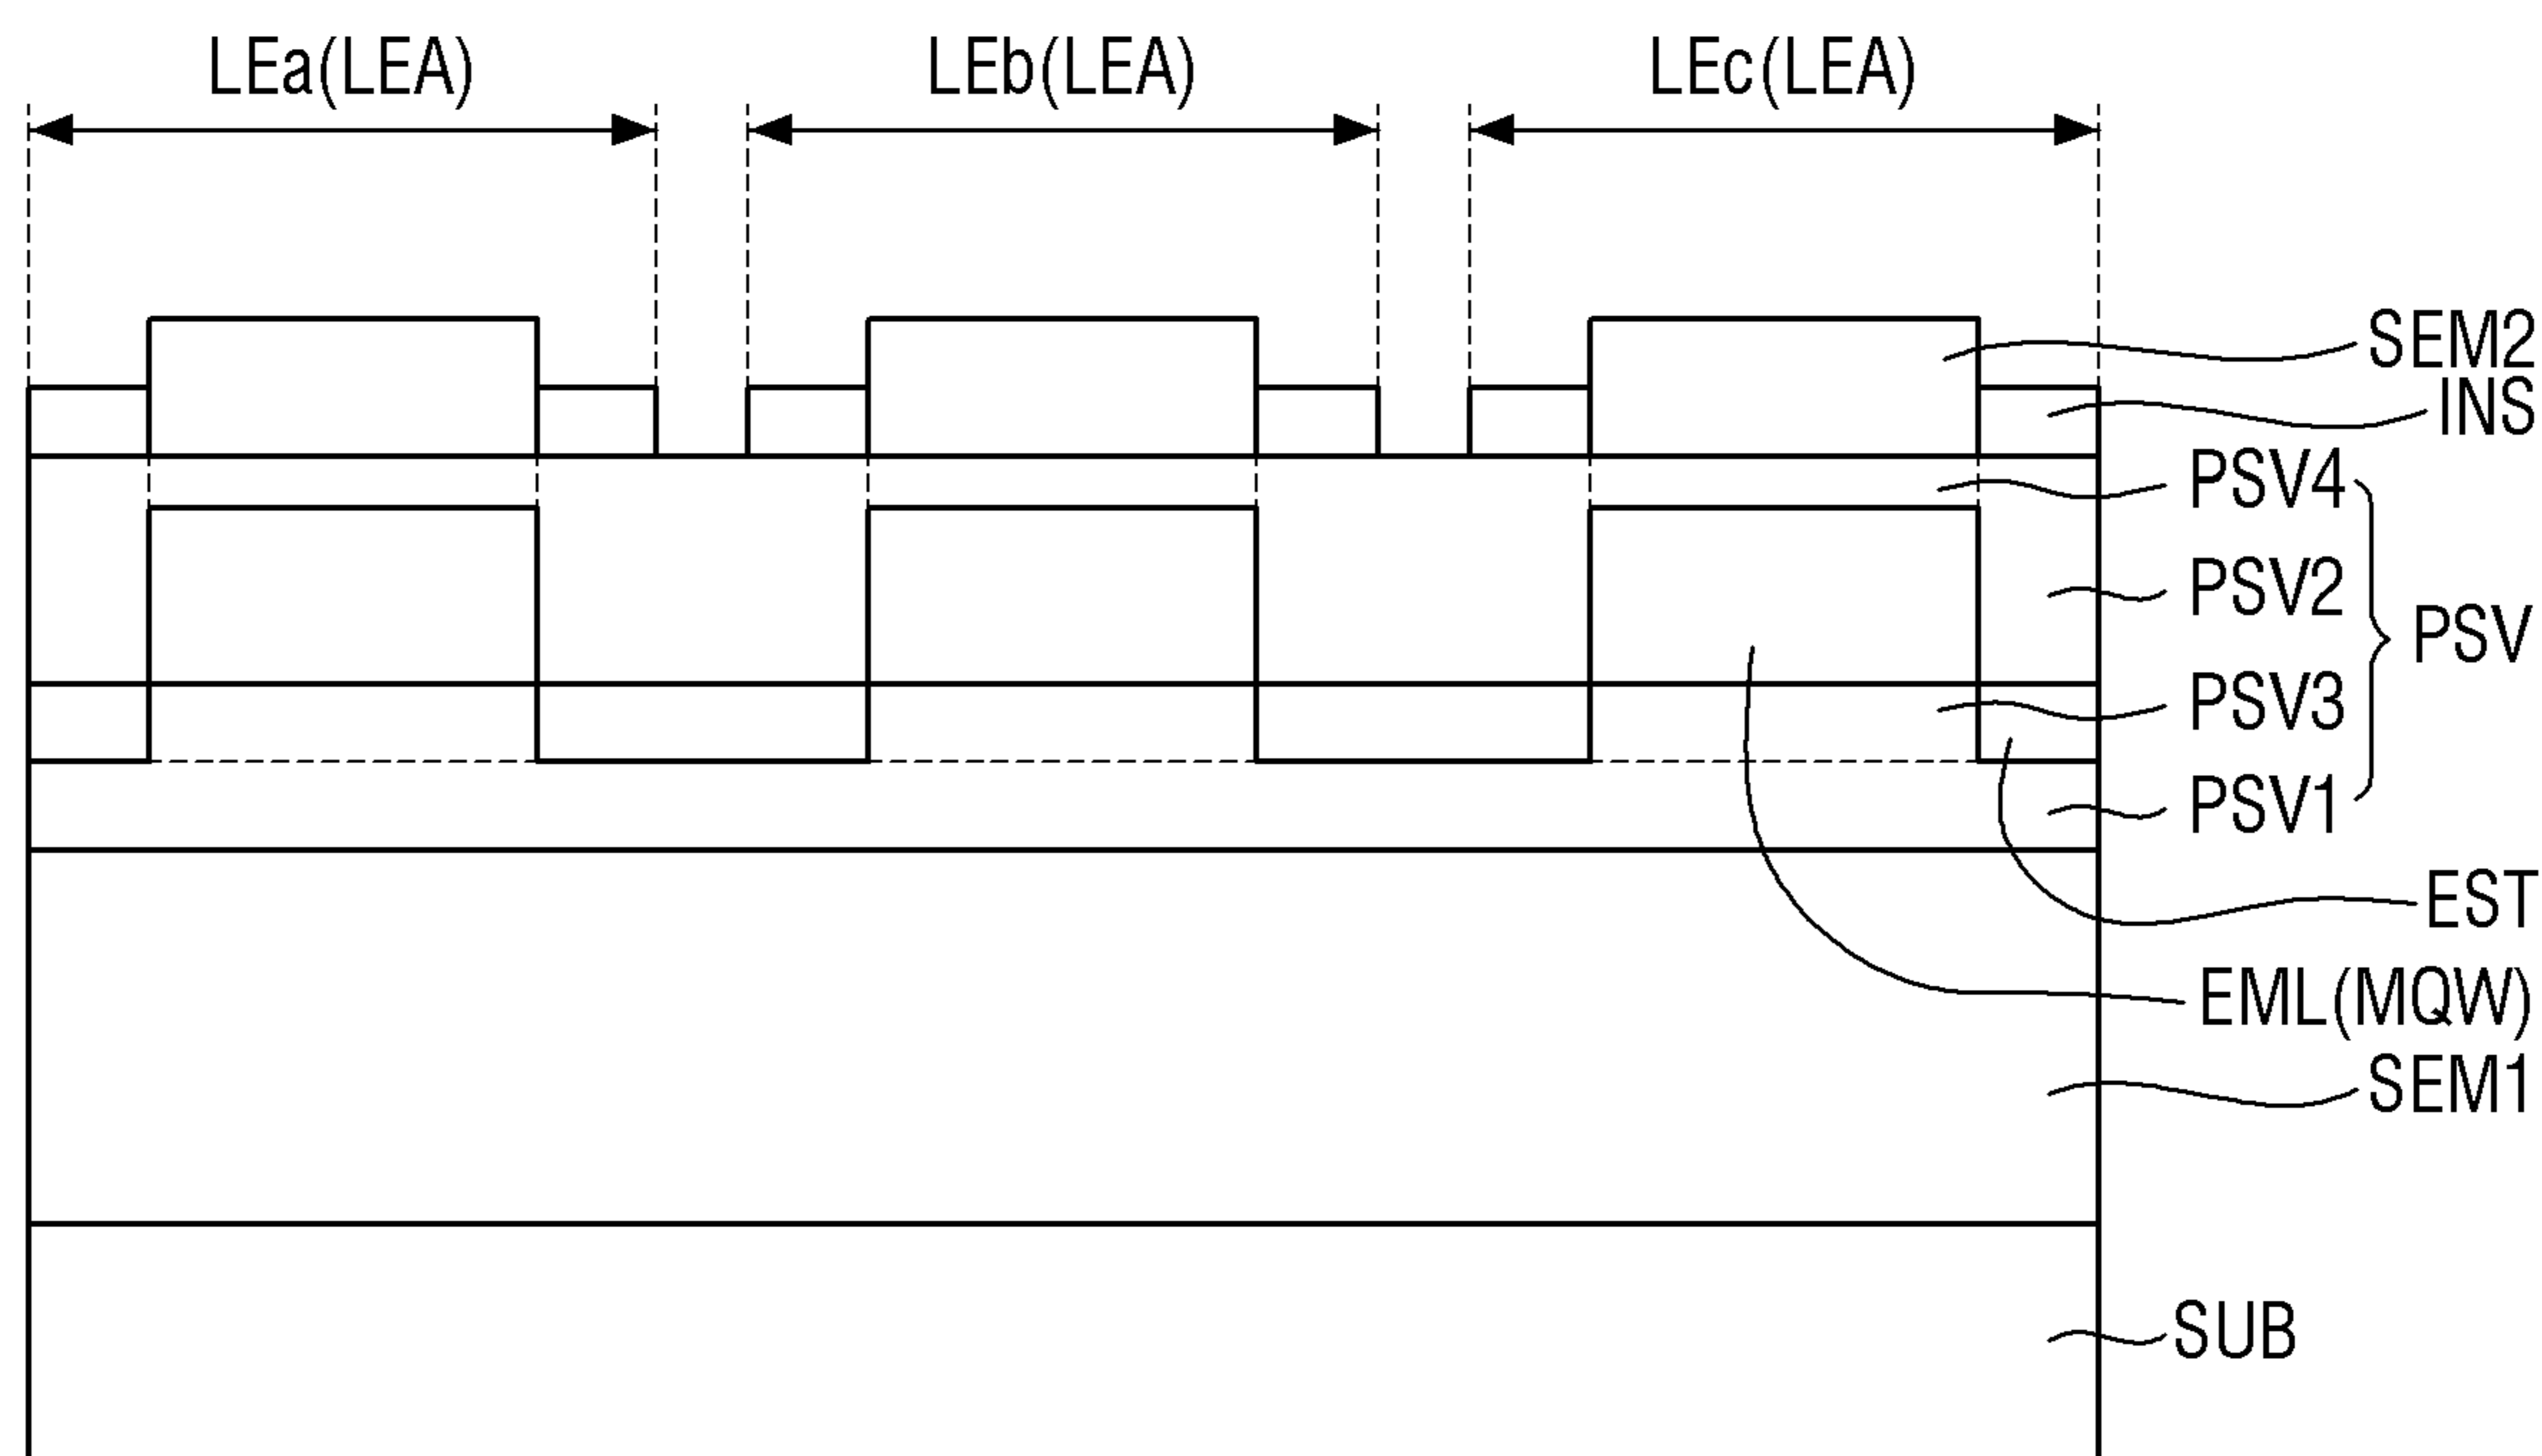 LEa(LEA) LEb(LEA) LEc(LEA)
SEM2
INS
PSV4
PSV2
PSV
PSV3
PSV1
EST
EML(MQW)
SEM1
SUB